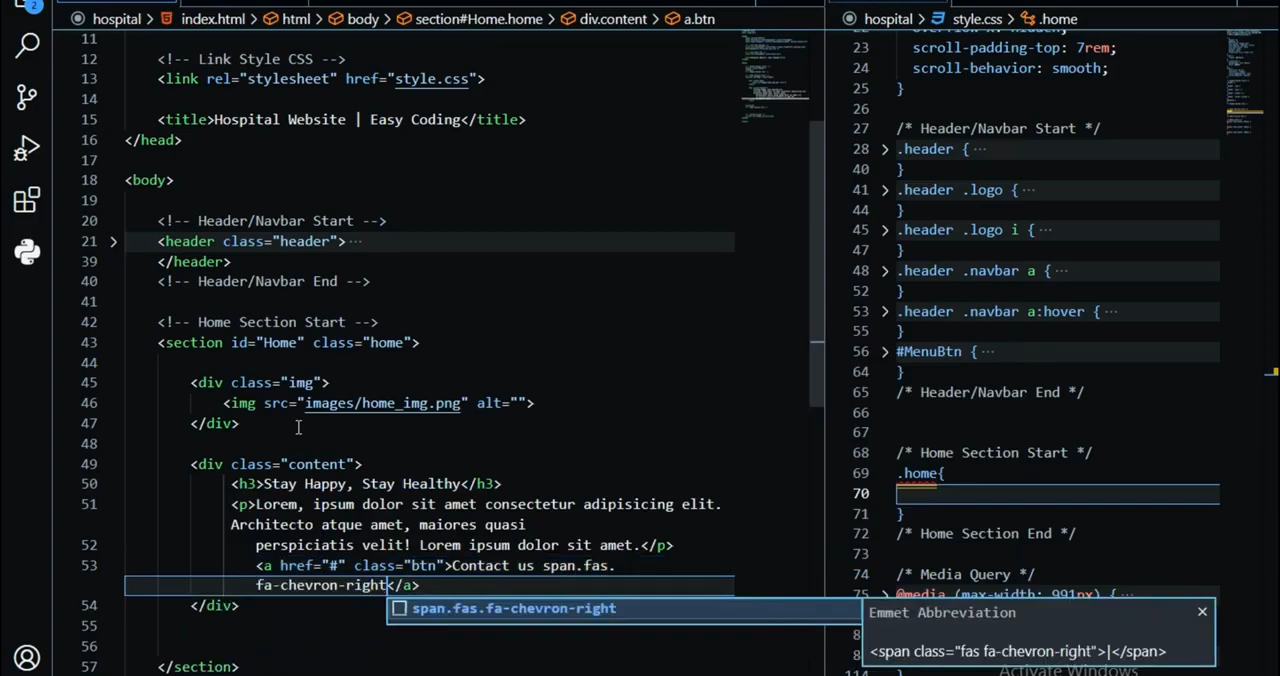 2
hospital > index.html > html > body > section#Home.home > div.content > a.btn
11
12 <!-- Link Style CSS -->
13 <link rel="stylesheet" href="style.css">
14
15 <title>Hospital Website | Easy Coding</title>
16 </head>
17
18 <body>
19
20 <!-- Header/Navbar Start -->
21 <header class="header"> ···
39 </header>
40 <!-- Header/Navbar End -->
41
42 <!-- Home Section Start -->
43 <section id="Home" class="home">
44
45 <div class="img">
46 <img src="images/home_img.png" alt="">
47 </div>
48
49 <div class="content">
50 <h3>Stay Happy, Stay Healthy</h3>
51 <p>Lorem, ipsum dolor sit amet consectetur adipisicing elit.
Architecto atque amet, maiores quasi
52 perspiciatis velit! Lorem ipsum dolor sit amet.</p>
53 <a href="#" class="btn">Contact us span.fas.
fa-chevron-right</a>
54 </div>
span.fas.fa-chevron-right
55
56
57 </section>
hospital > style.css > .home
23 scroll-padding-top: 7rem;
24 scroll-behavior: smooth;
25 }
26
27 /* Header/Navbar Start */
28 .header { ···
40 }
41 .header .logo { ···
44 }
45 .header .logo i { ···
47 }
48 .header .navbar a { ···
52 }
53 .header .navbar a:hover { ···
55 }
56 #MenuBtn { ···
64 }
65 /* Header/Navbar End */
66
67
68 /* Home Section Start */
69 .home{
70
71 }
72 /* Home Section End */
73
74 /* Media Query */
75 @media (max-width: 991px) { ···
Emmet Abbreviation
<span class="fas fa-chevron-right">|</span>
Activate Windows